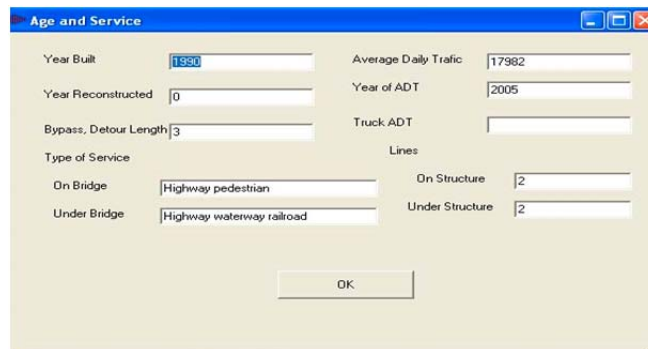 Age and Service
Year Built 1990 Average Daily Trafic 17982
Year Reconstructed 0 Year of ADT 2005
Bypass, Detour Length 3 Truck ADT
Type of Service Lines
On Bridge Highway pedestrian On Structure 2
Under Bridge Highway waterway railroad Under Structure 2
OK